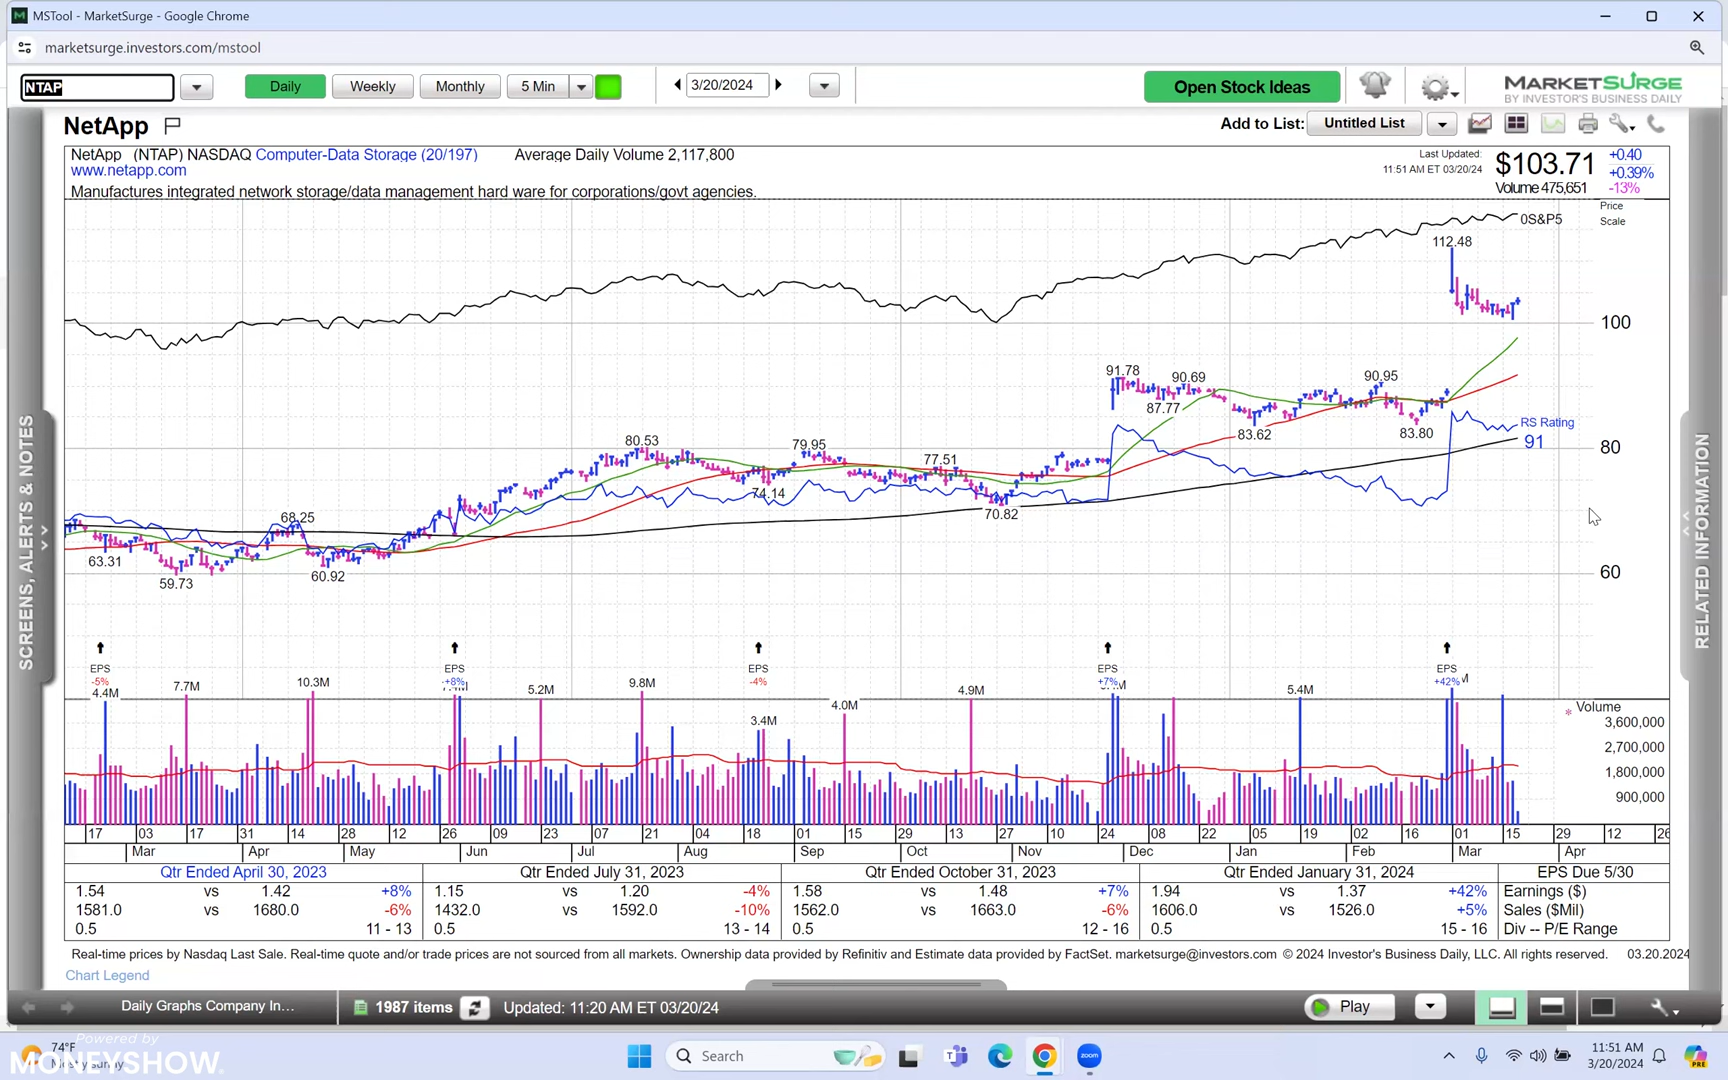 MSTool - MarketSurge - Google Chrome
marketsurge.investors.com/mstool
NTAP Daily Weekly Monthly 5 Min 3/20/2024 Open Stock Ideas MARKETSURGE
BY INVESTOR'S BUSINESS DAILY
NetApp Add to List: Untitled List
NetApp (NTAP) NASDAQ Computer-Data Storage (20/197) Average Daily Volume 2,117,800
www.netapp.com
Manufactures integrated network storage/data management hard ware for corporations/govt agencies.
Last Updated:
11:51 AM ET 03/20/24
$103.71
Volume 475,651
+0.40
+0.39%
-13%
Price
Scale
0S&P5
112.48
100
91.78 90.69 90.95
87.77
RS Rating
91
83.62 83.80
80.53 79.95 80
77.51
74.14
70.82
68.25
63.31
59.73 60.92
60
SCREENS, ALERTS & NOTES
RELATED INFORMATION
EPS EPS EPS EPS EPS
-5% +8% -4% +7% +42%
4.4M 7.7M 10.3M 5.2M 9.8M 3.4M 4.0M 4.9M 5.4M
* Volume
3,600,000
2,700,000
1,800,000
900,000
17 03 17 31 14 28 12 26 09 23 07 21 04 18 01 15 29 13 27 10 24 08 22 05 19 02 16 01 15 29 12 26
Mar Apr May Jun Jul Aug Sep Oct Nov Dec Jan Feb Mar Apr
Qtr Ended April 30, 2023 Qtr Ended July 31, 2023 Qtr Ended October 31, 2023 Qtr Ended January 31, 2024 EPS Due 5/30
1.54 vs 1.42 +8% 1.15 vs 1.20 -4% 1.58 vs 1.48 +7% 1.94 vs 1.37 +42% Earnings ($)
1581.0 vs 1680.0 -6% 1432.0 vs 1592.0 -10% 1562.0 vs 1663.0 -6% 1606.0 vs 1526.0 +5% Sales ($Mil)
0.5 11 - 13 0.5 13 - 14 0.5 12 - 16 0.5 15 - 16 Div -- P/E Range
Real-time prices by Nasdaq Last Sale. Real-time quote and/or trade prices are not sourced from all markets. Ownership data provided by Refinitiv and Estimate data provided by FactSet. marketsurge@investors.com © 2024 Investor's Business Daily, LLC. All rights reserved. 03.20.2024
Chart Legend
Daily Graphs Company In... 1987 items Updated: 11:20 AM ET 03/20/24 Play
Powered by
MONEYSHOW.
74°F
Mostly sunny
Search
zoom
PRE
11:51 AM
3/20/2024